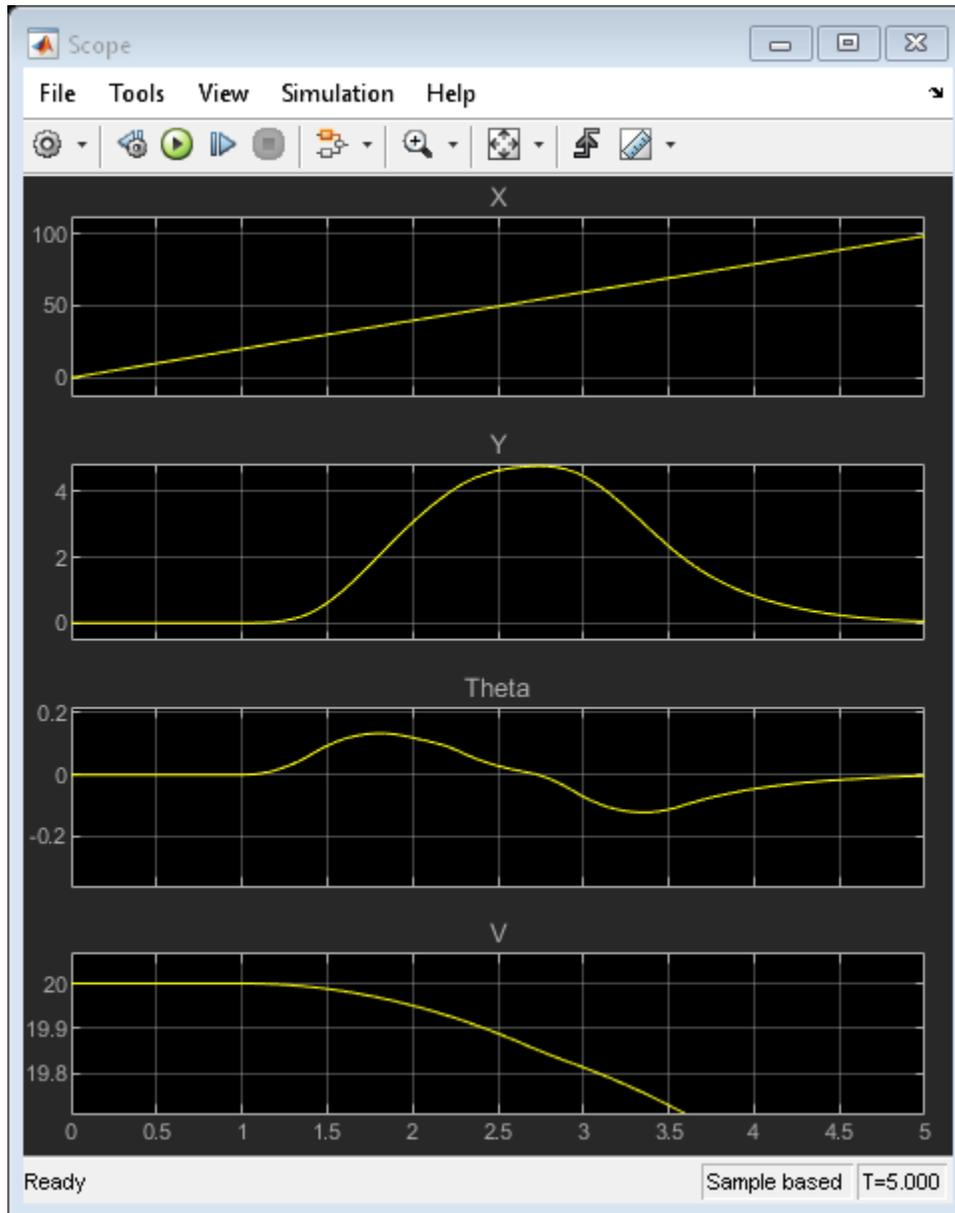 Scope
File Tools View Simulation Help
X
100
50
0
Y
4
2
0
Theta
0.2
0
-0.2
V
20
19.9
19.8
0 0.5 1 1.5 2 2.5 3 3.5 4 4.5 5
Ready Sample based T=5.000